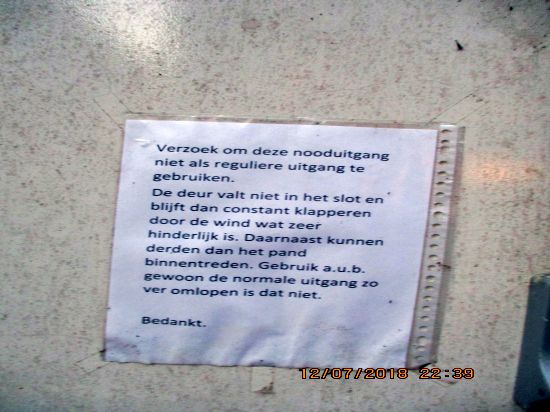 Verzoek om deze nooduitgang
niet als reguliere uitgang te
gebruiken.
De deur valt niet in het slot en
blijft dan constant klapperen
door de wind wat zeer
hinderlijk is. Daarnaast kunnen
derden dan het pand
binnentreden. Gebruik a.u.b.
gewoon de normale uitgang zo
ver omlopen is dat niet.
Bedankt.
12/07/2018 22:39